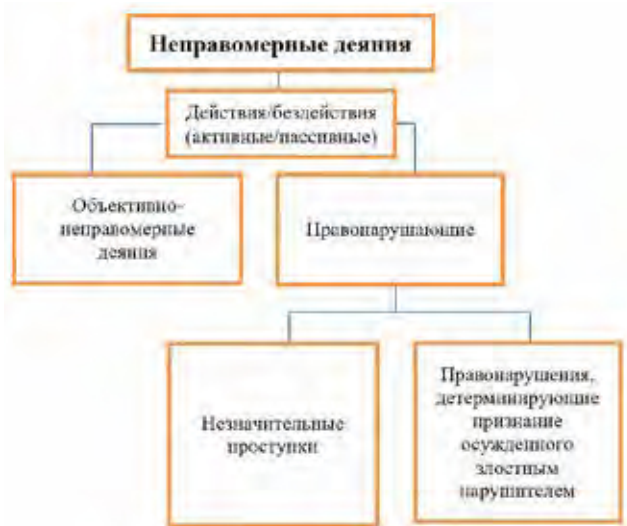 Неправомерные деяния
Действия/бездействия
(активные/пассивные)
Объективно-
неправомерные
деяния
Правонарушающие
Незначительные
проступки
Правонарушения,
детерминирующие
признание
осужденного
злостным
нарушителем